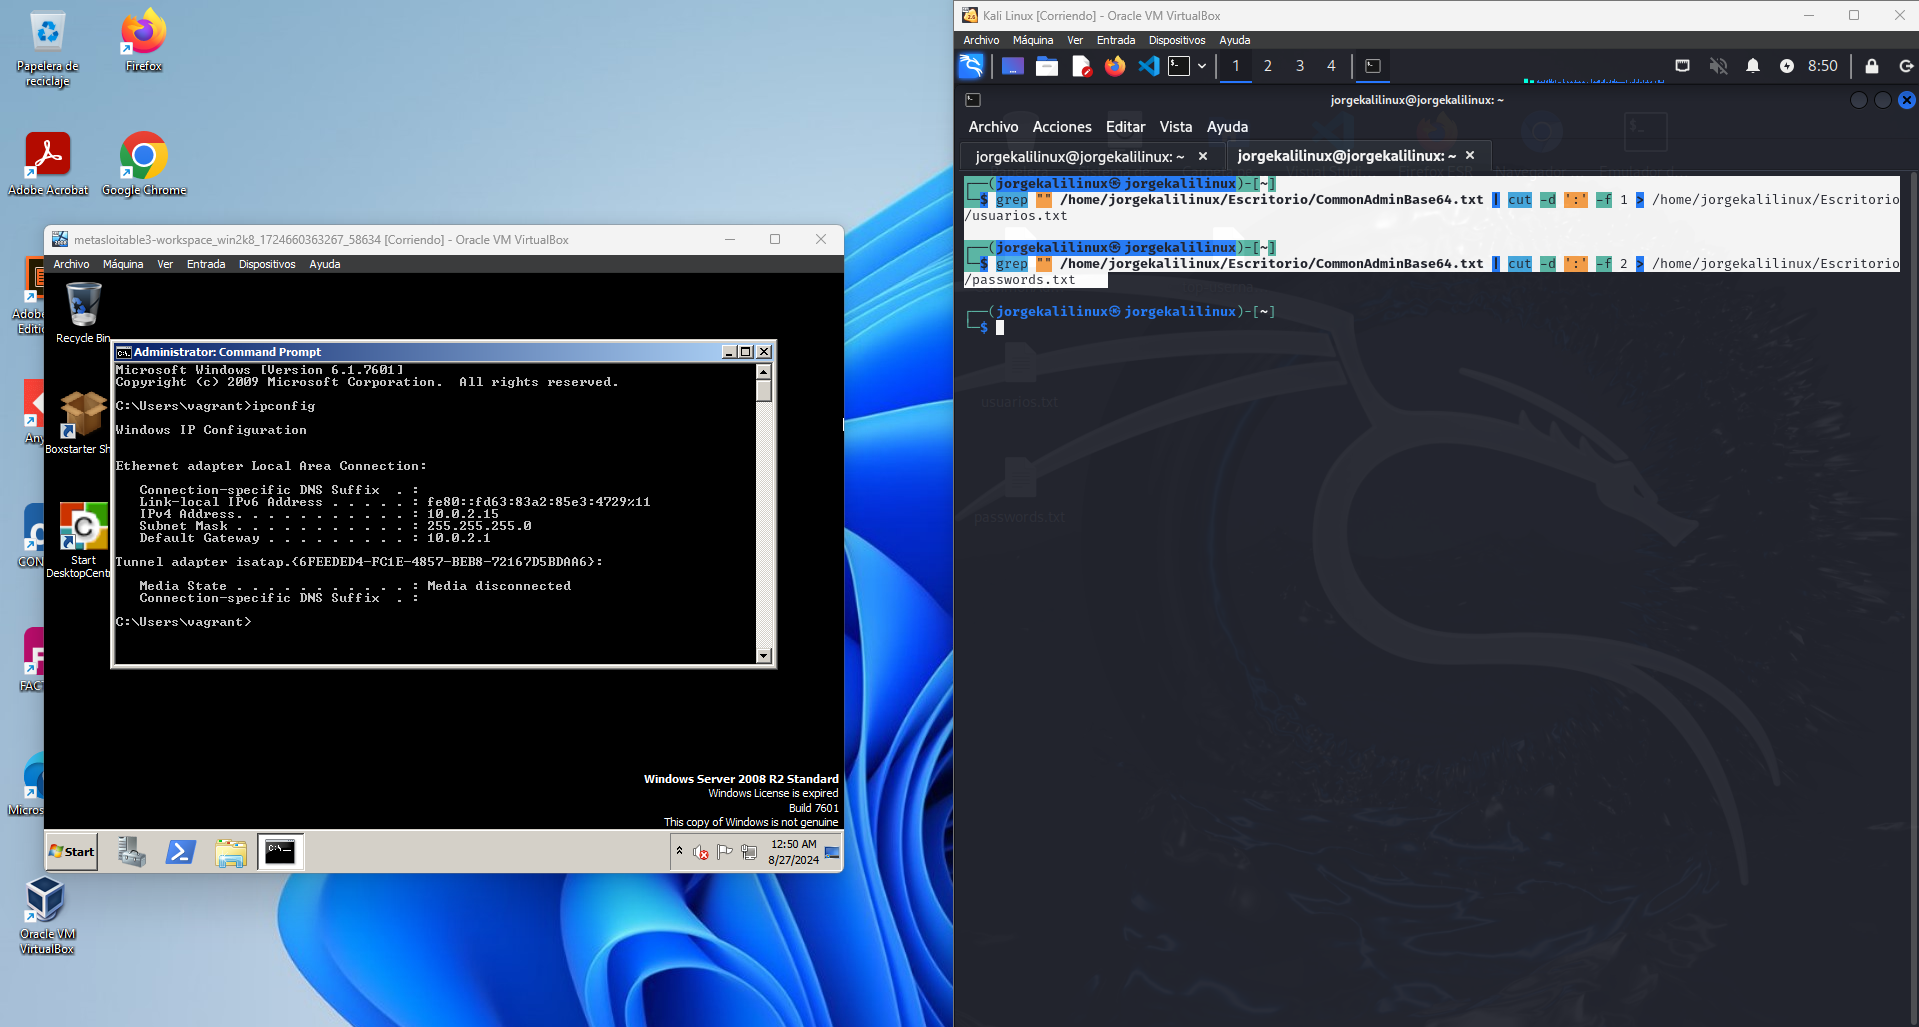 Papelera de
reciclaje
Firefox
Adobe Acrobat
Google Chrome
Adob
Editio
Any
CON
FAC
Micros
Oracle VM
VirtualBox
metasloitable3-workspace_win2k8_1724660363267_58634 [Corriendo] - Oracle VM VirtualBox
Archivo Máquina Ver Entrada Dispositivos Ayuda
Recycle Bin
Boxstarter Sh
Start
DesktopCentr
Administrator: Command Prompt
Microsoft Windows [Version 6.1.7601]
Copyright (c) 2009 Microsoft Corporation.  All rights reserved.
C:\Users\vagrant>ipconfig
Windows IP Configuration
Ethernet adapter Local Area Connection:
Connection-specific DNS Suffix  . :
Link-local IPv6 Address . . . . . : fe80::fd63:83a2:85e3:4729%11
IPv4 Address. . . . . . . . . . . : 10.0.2.15
Subnet Mask . . . . . . . . . . . : 255.255.255.0
Default Gateway . . . . . . . . . : 10.0.2.1
Tunnel adapter isatap.{6FEEDED4-FC1E-4857-BEB8-72167D5BDAA6}:
Media State . . . . . . . . . . . : Media disconnected
Connection-specific DNS Suffix  . :
C:\Users\vagrant>
Windows Server 2008 R2 Standard
Windows License is expired
Build 7601
This copy of Windows is not genuine
Start
12:50 AM
8/27/2024
Kali Linux [Corriendo] - Oracle VM VirtualBox
Archivo Máquina Ver Entrada Dispositivos Ayuda
1 2 3 4
8:50
jorgekalilinux@jorgekalilinux: ~
Archivo Acciones Editar Vista Ayuda
jorgekalilinux@jorgekalilinux: ~ × jorgekalilinux@jorgekalilinux: ~ ×
┌──(jorgekalilinux㉿jorgekalilinux)-[~]
└─$ grep "" /home/jorgekalilinux/Escritorio/CommonAdminBase64.txt | cut -d ':' -f 1 > /home/jorgekalilinux/Escritorio
/usuarios.txt
┌──(jorgekalilinux㉿jorgekalilinux)-[~]
└─$ grep "" /home/jorgekalilinux/Escritorio/CommonAdminBase64.txt | cut -d ':' -f 2 > /home/jorgekalilinux/Escritorio
/passwords.txt
┌──(jorgekalilinux㉿jorgekalilinux)-[~]
└─$
usuarios.txt
passwords.txt